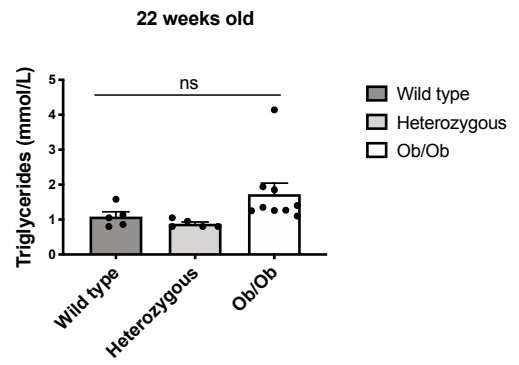 22 weeks old
Triglycerides (mmol/L)
5
4
3
2
1
0
ns
Wild type
Heterozygous
Ob/Ob
Wild type
Heterozygous
Ob/Ob